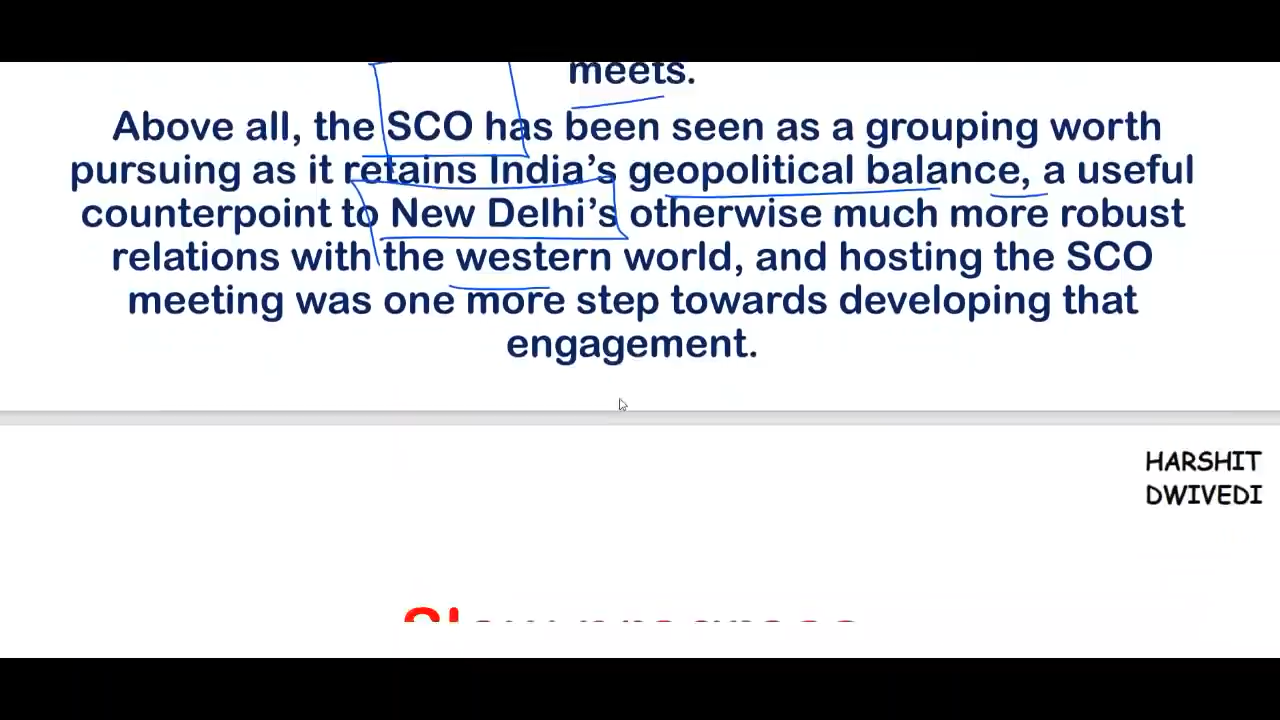 meets.
Above all, the SCO has been seen as a grouping worth
pursuing as it retains India’s geopolitical balance, a useful
counterpoint to New Delhi’s otherwise much more robust
relations with the western world, and hosting the SCO
meeting was one more step towards developing that
engagement.
HARSHIT
DWIVEDI
Slow progress